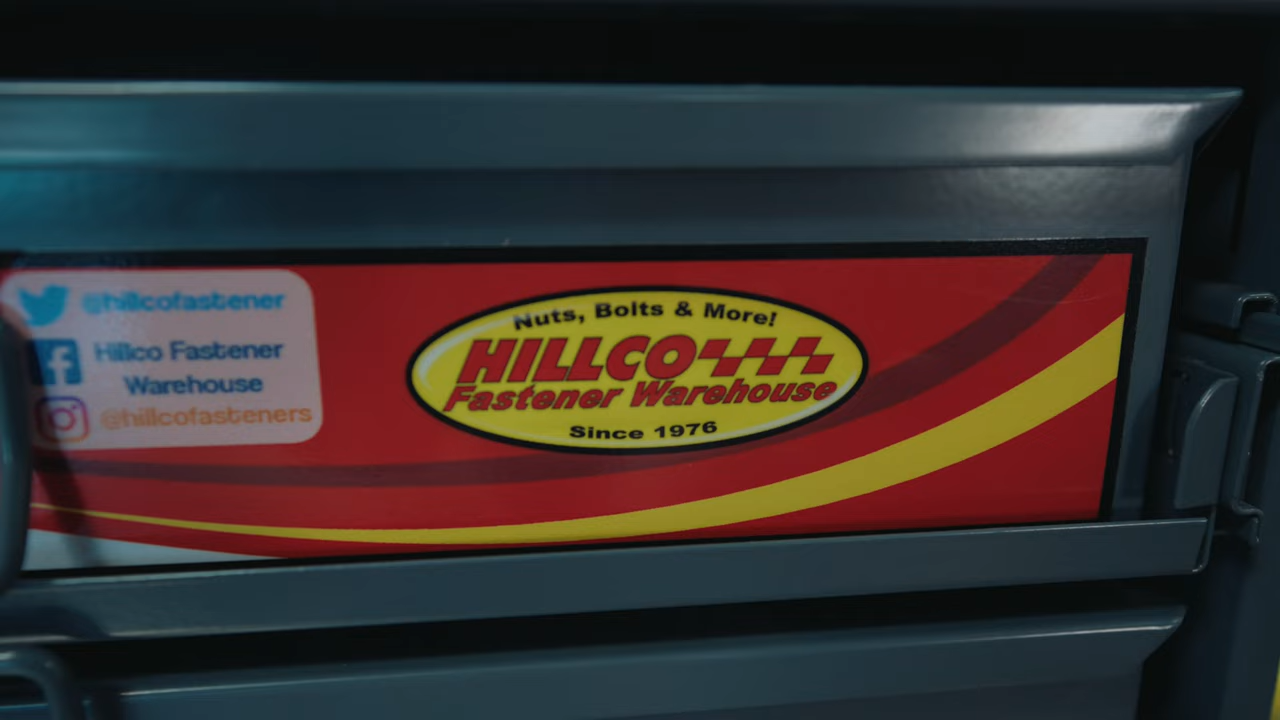 @hillcofastener
Hillco Fastener
Warehouse
@hillcofasteners
Nuts, Bolts & More!
HILLCO
Fastener Warehouse
Since 1976